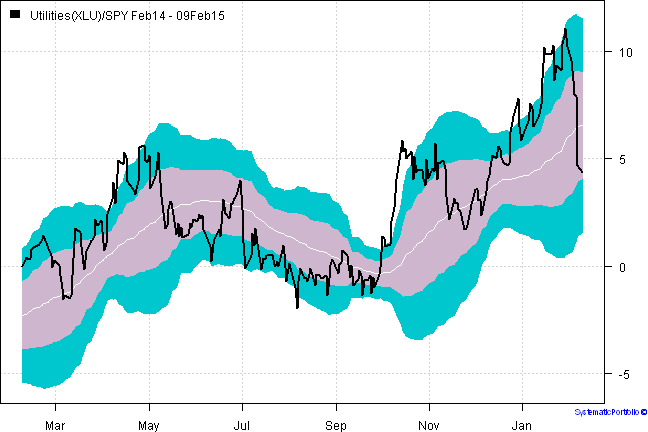 Utilities(XLU)/SPY Feb14 - 09Feb15
10
5
0
-5
Mar May Jul Sep Nov Jan
SystematicPortfolio ©